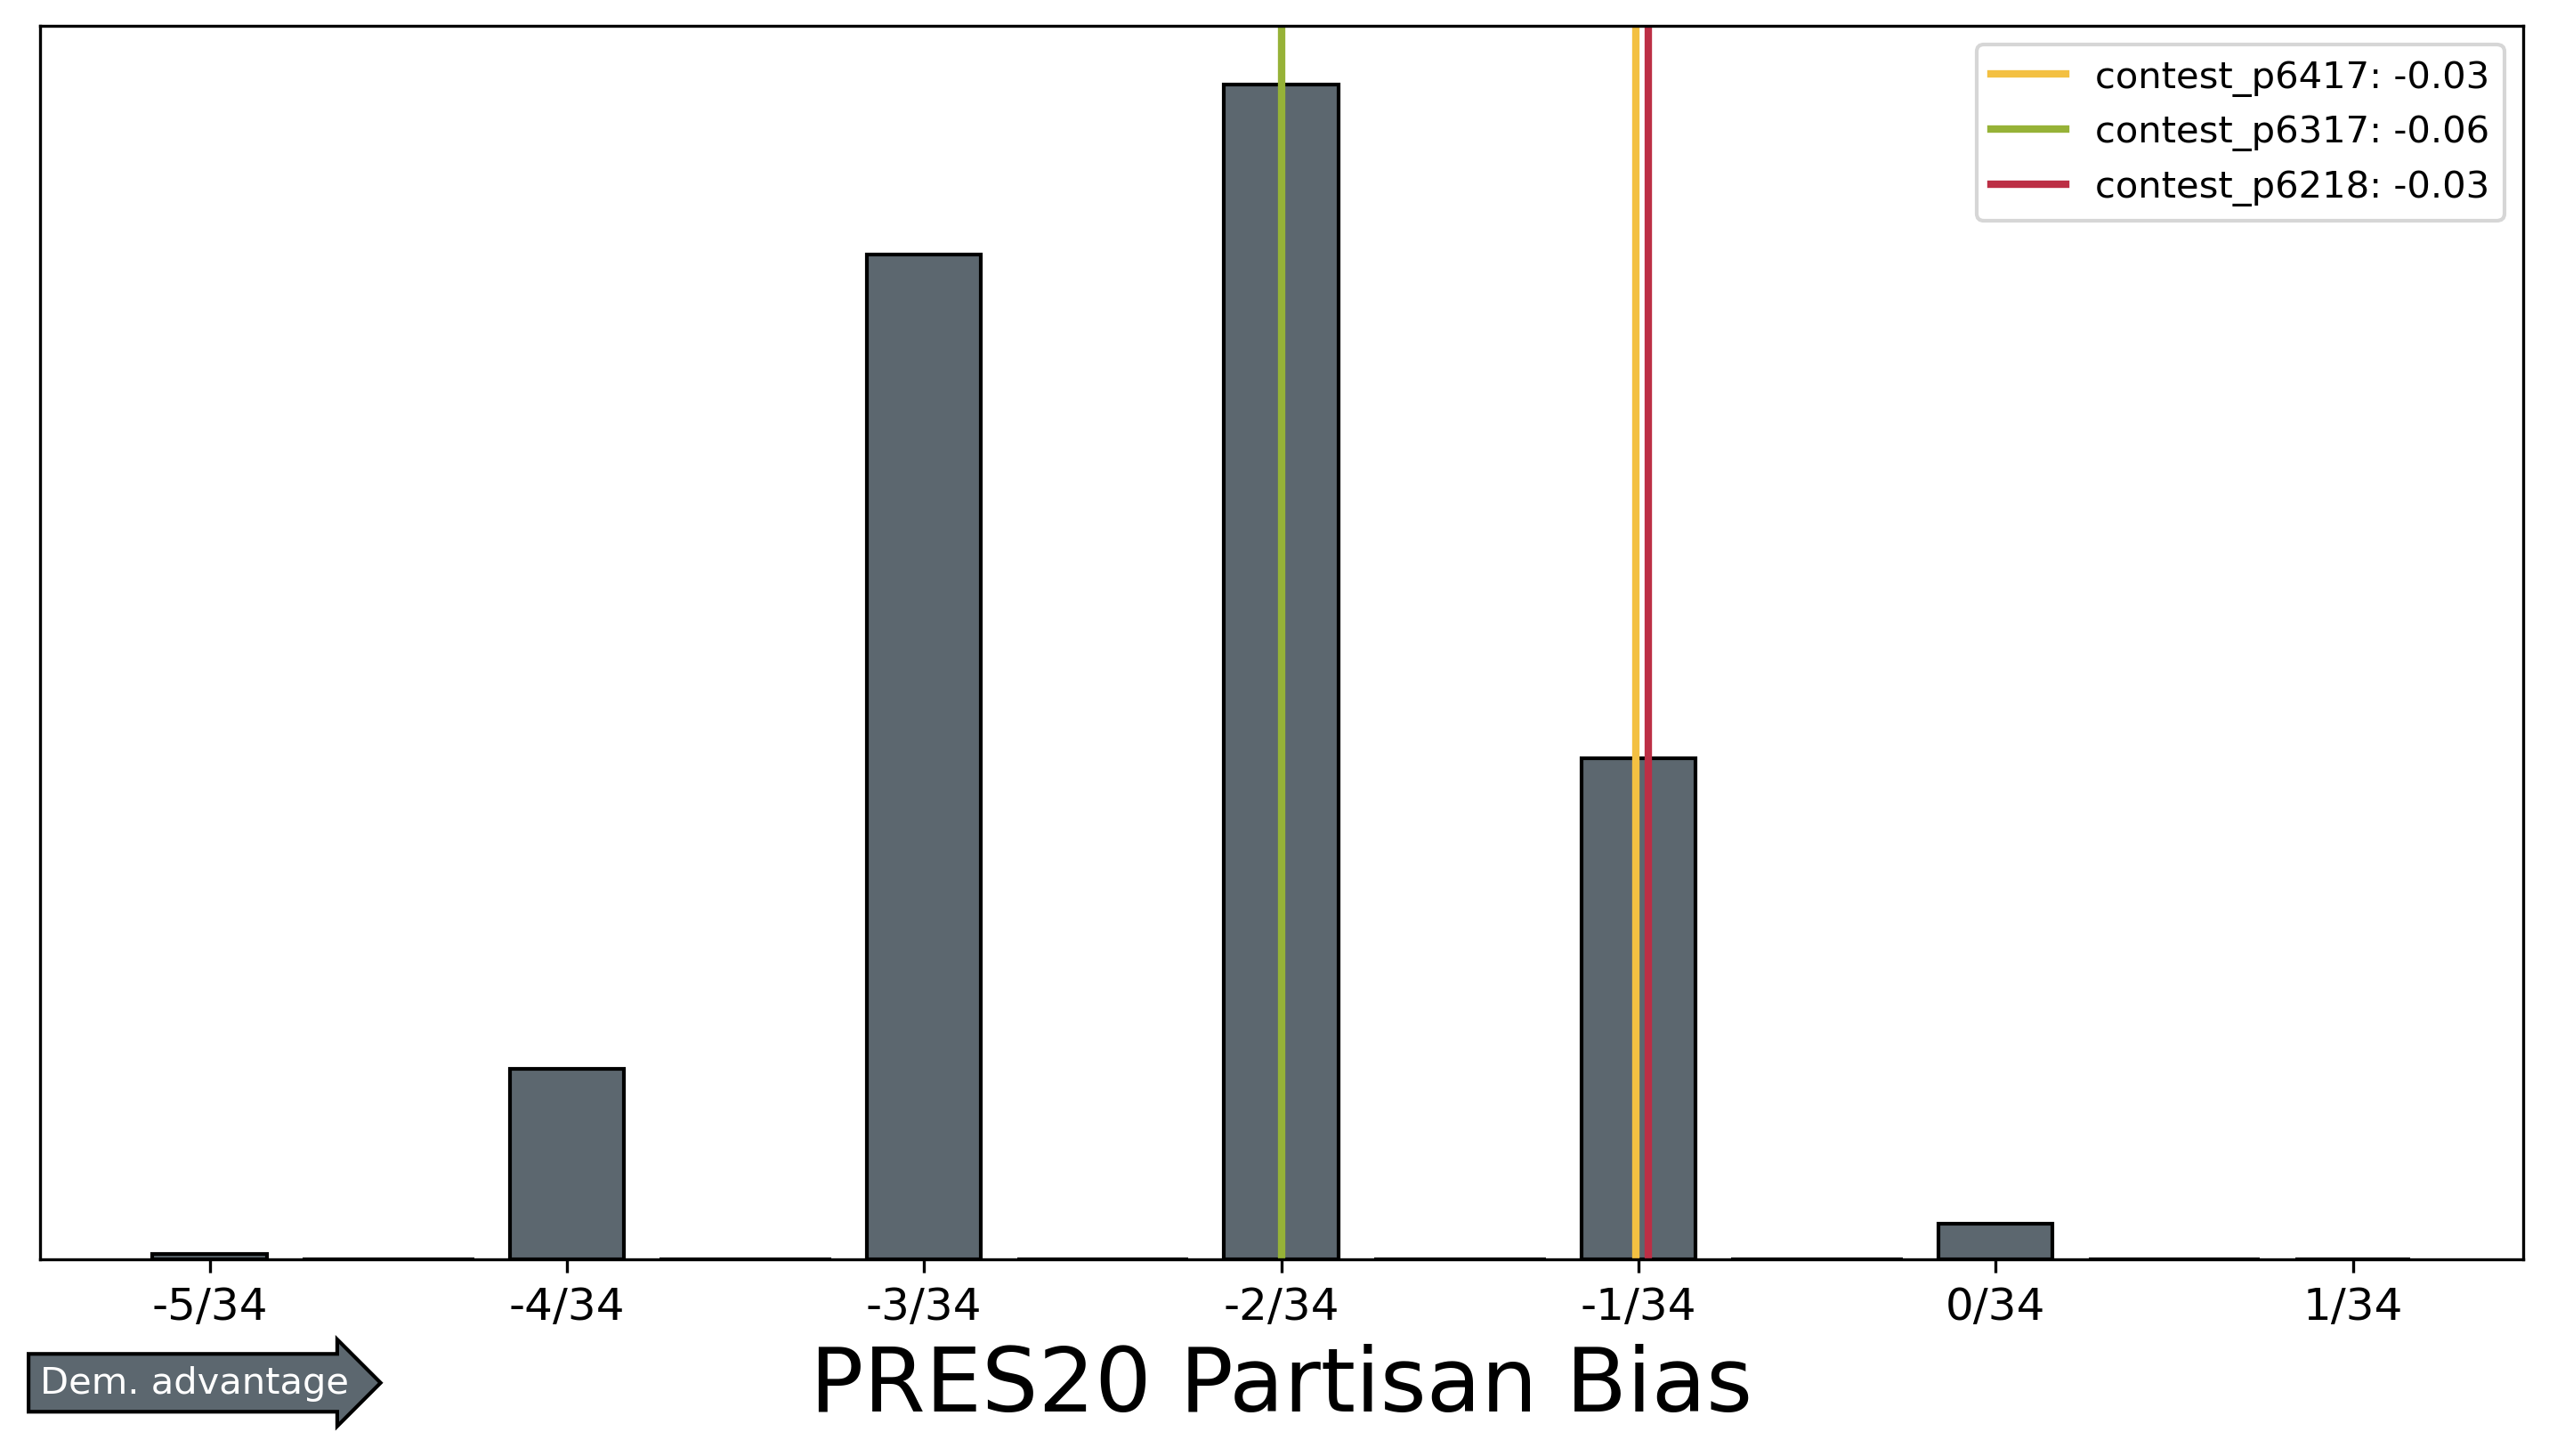 contest_p6417: -0.03
contest_p6317: -0.06
contest_p6218: -0.03
-5/34 -4/34 -3/34 -2/34 -1/34 0/34 1/34
Dem. advantage
PRES20 Partisan Bias